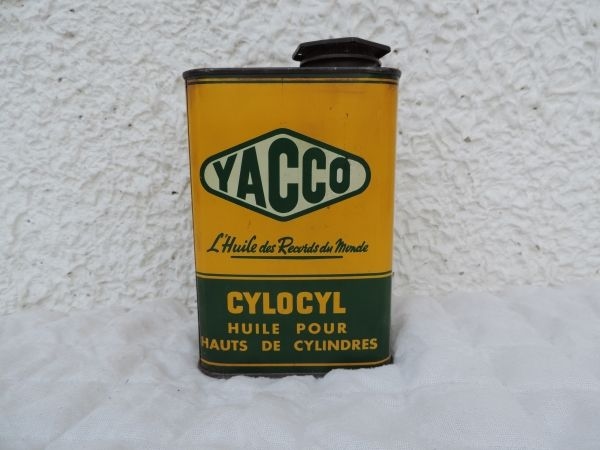 YACCO
L'Huile des Records du Monde
CYLOCYL
HUILE POUR
HAUTS DE CYLINDRES